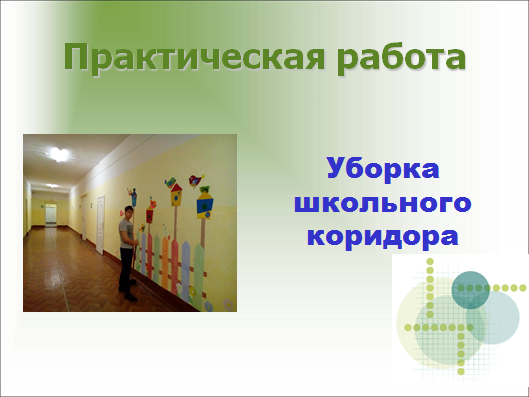 Практическая работа
Уборка
школьного
коридора